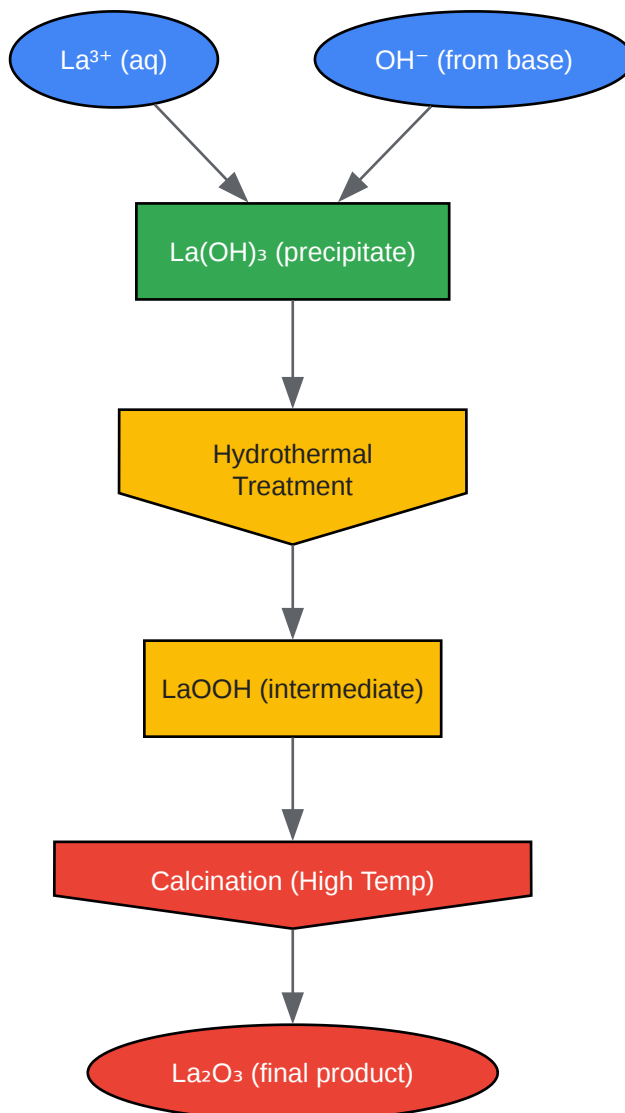 La³⁺ (aq)
OH⁻ (from base)
La(OH)₃ (precipitate)
Hydrothermal
Treatment
LaOOH (intermediate)
Calcination (High Temp)
La₂O₃ (final product)